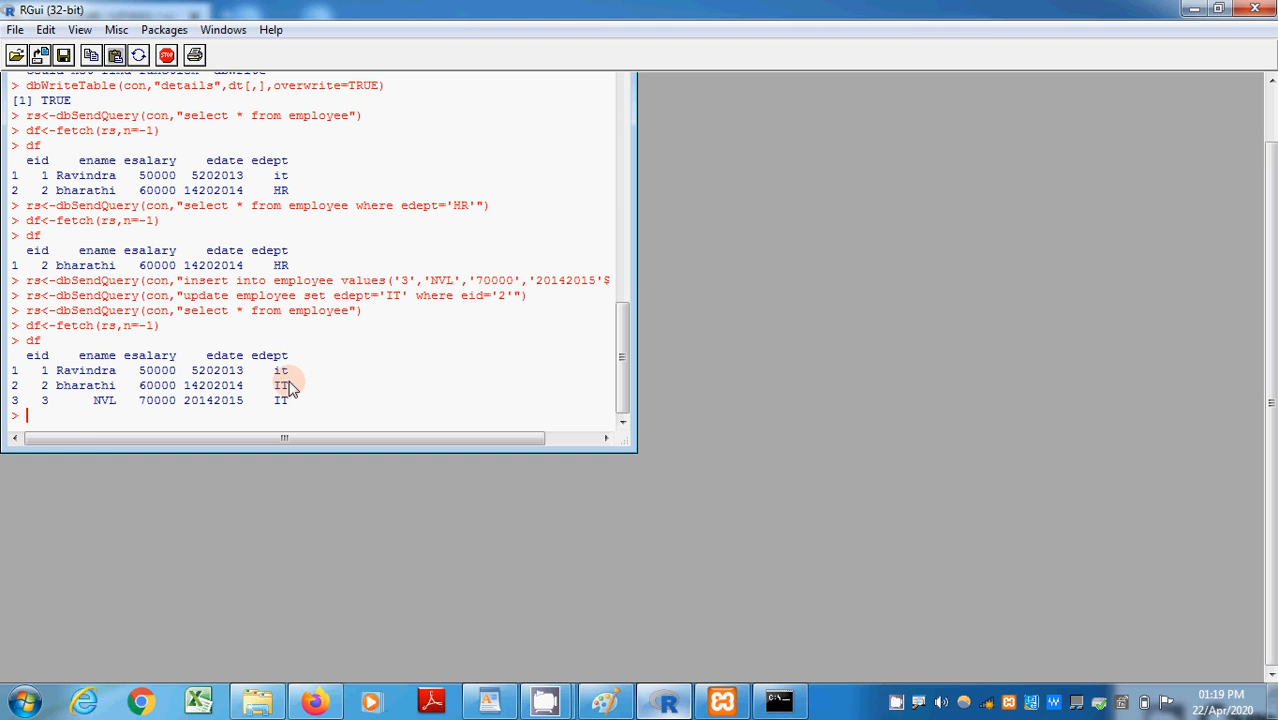 RGui (32-bit)
File Edit View Misc Packages Windows Help
STOP
> dbWriteTable(con,"details",dt[,],overwrite=TRUE)
[1] TRUE
> rs<-dbSendQuery(con,"select * from employee")
> df<-fetch(rs,n=-1)
> df
eid ename esalary edate edept
1 1 Ravindra 50000 5202013 it
2 2 bharathi 60000 14202014 HR
> rs<-dbSendQuery(con,"select * from employee where edept='HR'")
> df<-fetch(rs,n=-1)
> df
eid ename esalary edate edept
1 2 bharathi 60000 14202014 HR
> rs<-dbSendQuery(con,"insert into employee values('3','NVL','70000','20142015'$
> rs<-dbSendQuery(con,"update employee set edept='IT' where eid='2'")
> rs<-dbSendQuery(con,"select * from employee")
> df<-fetch(rs,n=-1)
> df
eid ename esalary edate edept
1 1 Ravindra 50000 5202013 it
2 2 bharathi 60000 14202014 IT
3 3 NVL 70000 20142015 IT
>
01:19 PM
22/Apr/2020